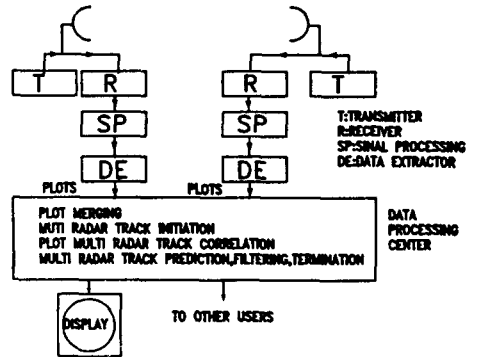 T R R T
SP SP
DE DE
T:TRANSMITTER
R:RECEIVER
SP:SINAL PROCESSING
DE:DATA EXTRACTOR
PLOTS PLOTS
PLOT MERGING
MUTI RADAR TRACK INITIATION
PLOT MULTI RADAR TRACK CORRELATION
MULTI RADAR TRACK PREDICTION,FILTERING,TERMINATION
DATA
PROCESSING
CENTER
DISPLAY
TO OTHER USERS